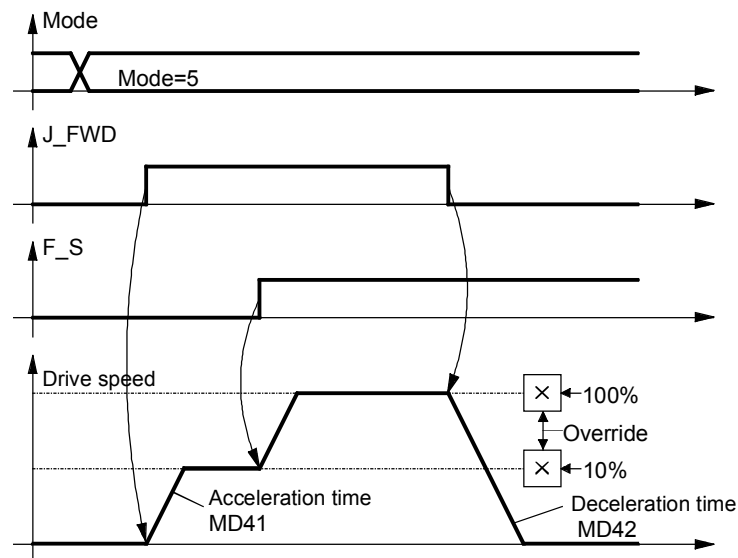 Mode
Mode=5
J_FWD
F_S
Drive speed
100%
Override
10%
Acceleration time
MD41
Deceleration time
MD42